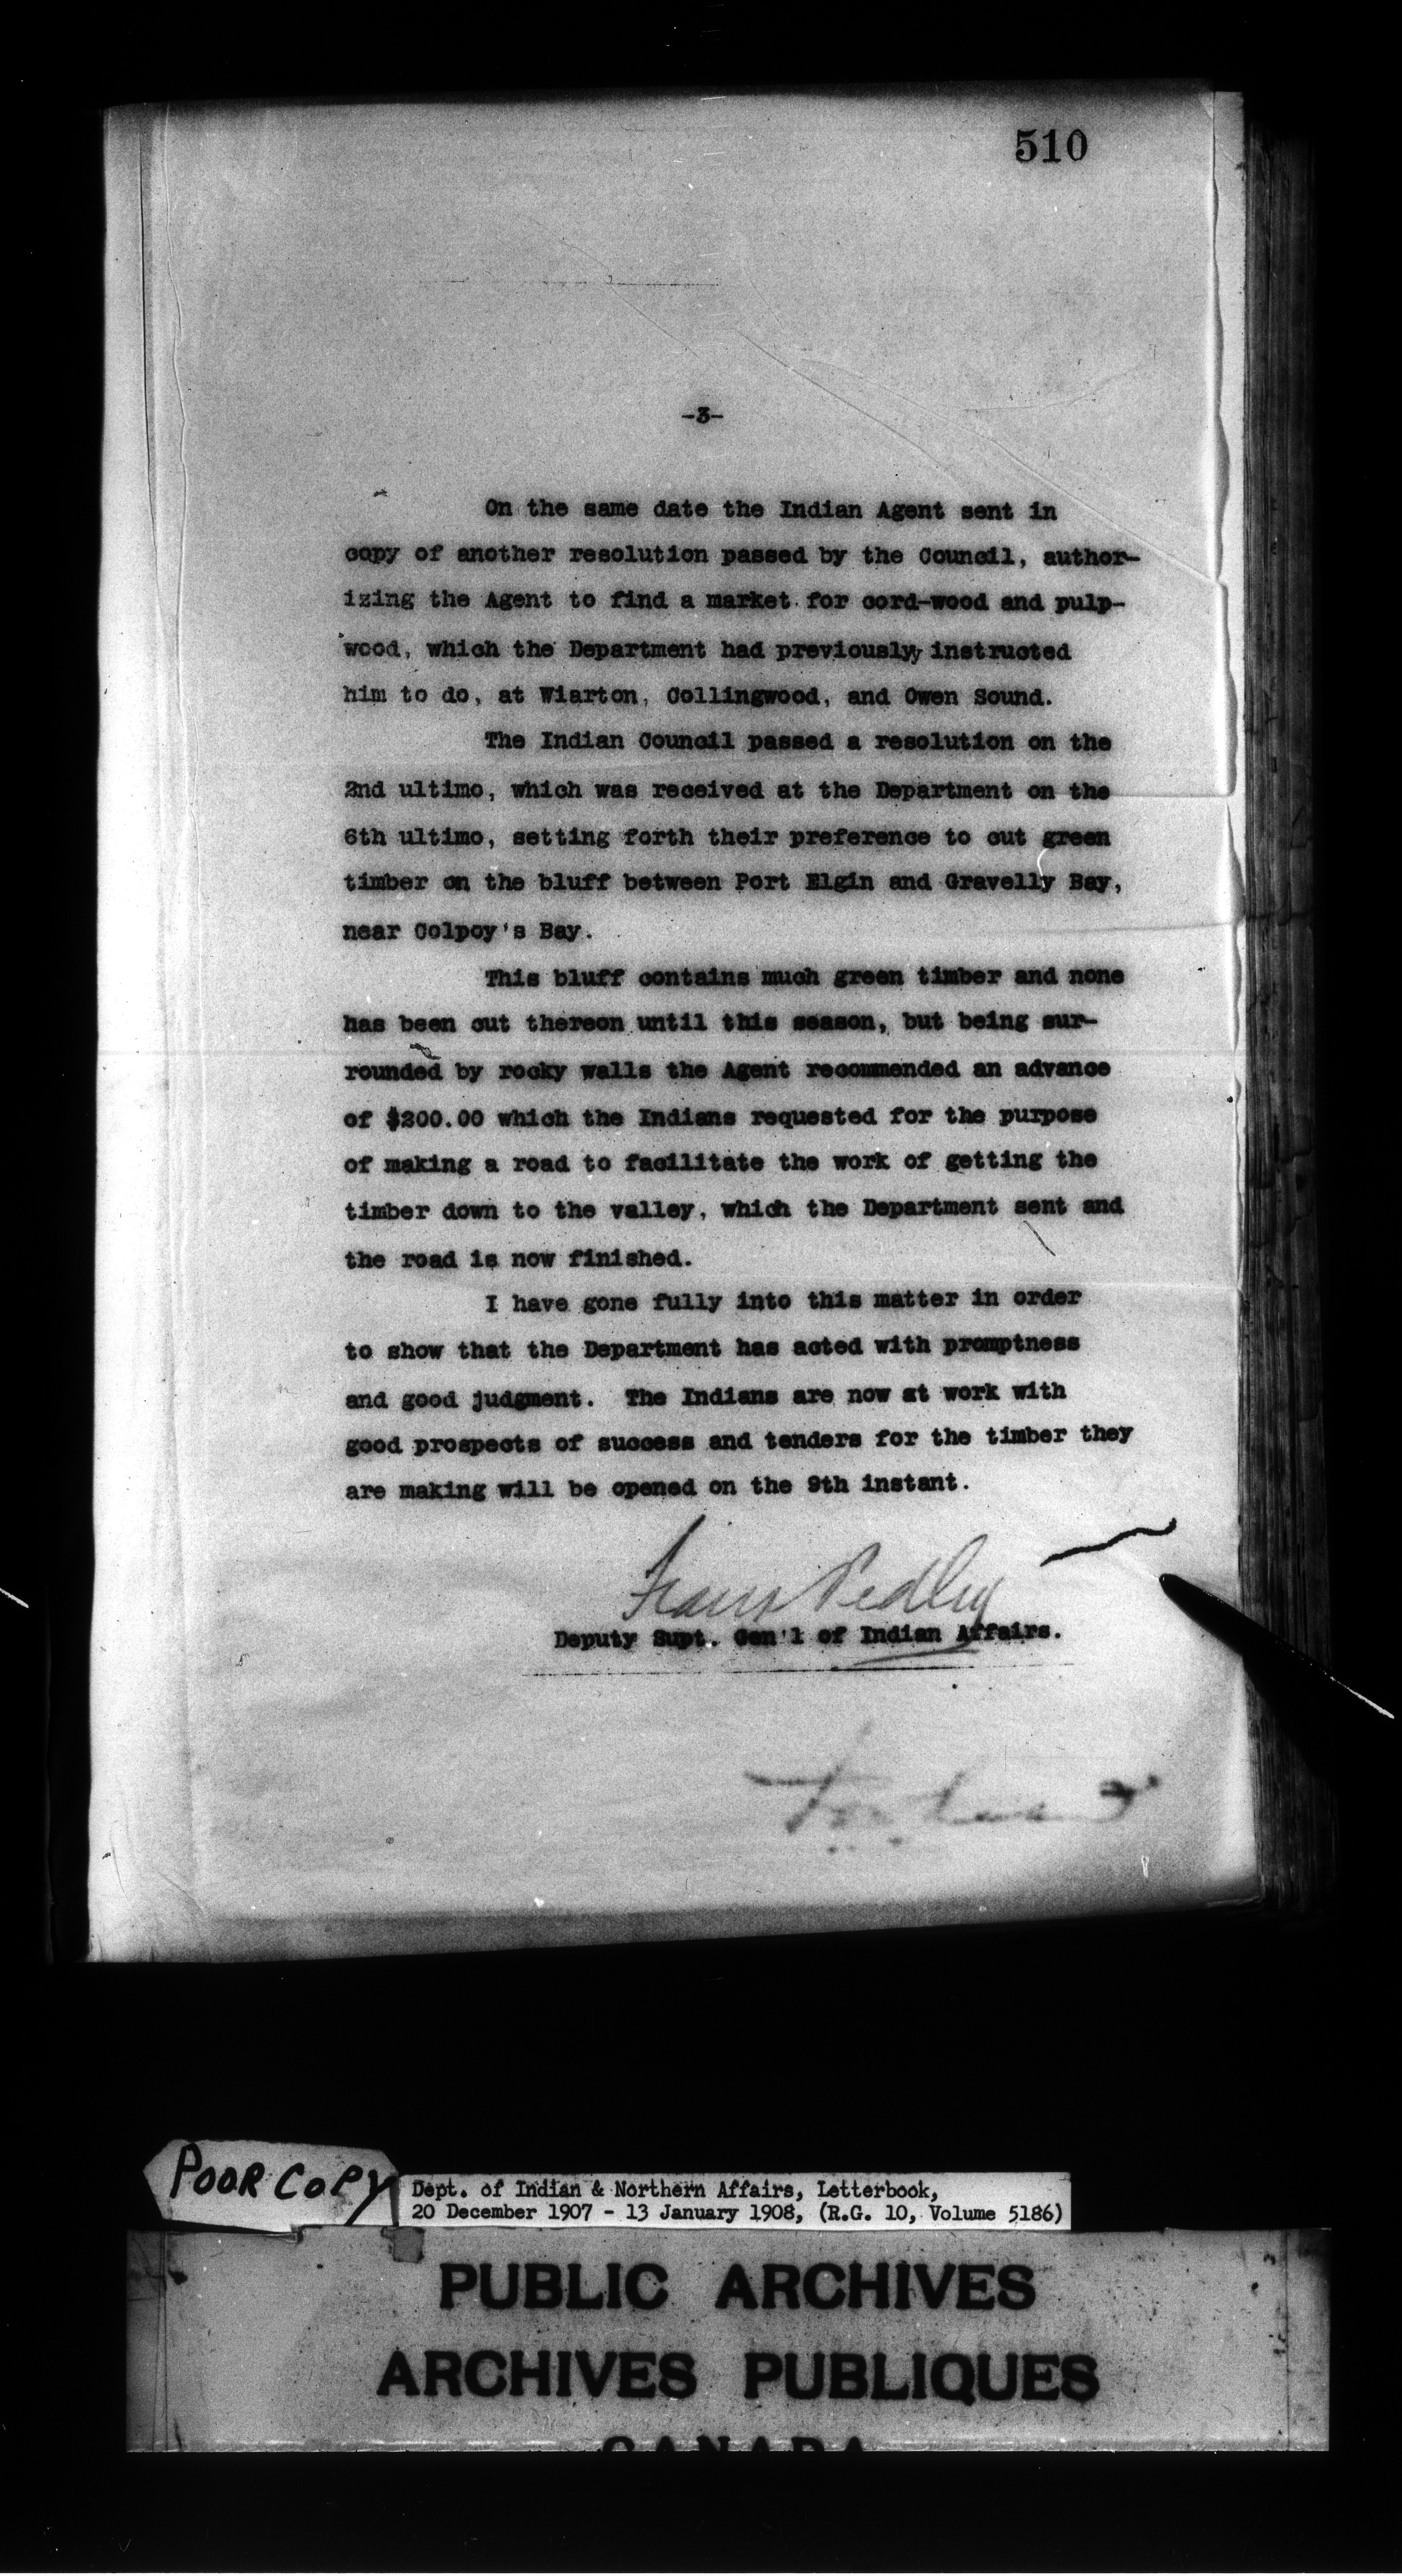 510
-3-
On the same date the Indian Agent sent in
copy of another resolution passed by the Council, author-
izing the Agent to find a market for cord-wood and pulp-
wood, which the Department had previouslyy instructed
him to do, at Wiarton, Collingwood, and Owen Sound.
The Indian Council passed a resolution on the
2nd ultimo, which was received at the Department on the
6th ultimo, setting forth their preference to cut green
timber on the bluff between Port Elgin and Gravelly Bay,
near Colpoy's Bay.
This bluff contains much green timber and none
has been cut thereon until this season, but being sur-
rounded by rocky walls the Agent recommended an advance
of $200.00 which the Indians requested for the purpose
of making a road to facilitate the work of getting the
timber down to the valley, which the Department sent and
the road is now finished.
I have gone fully into this matter in order
to show that the Department has acted with promptness
and good judgment. The Indians are now at work with
good prospects of success and tenders for the timber they
are making will be opened on the 9th instant.
Frank Pedley
Deputy Supt. Gen'l of Indian Affairs.
POOR COPY
Dept. of Indian & Northern Affairs, Letterbook,
20 December 1907 - 13 January 1908, (R.G. 10, Volume 5186)
PUBLIC ARCHIVES
ARCHIVES PUBLIQUES
CANADA